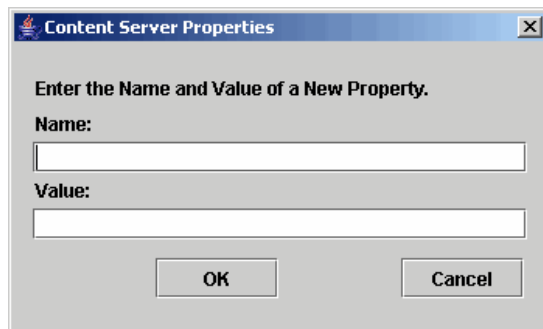 Content Server Properties
Enter the Name and Value of a New Property.
Name:
Value:
OK Cancel